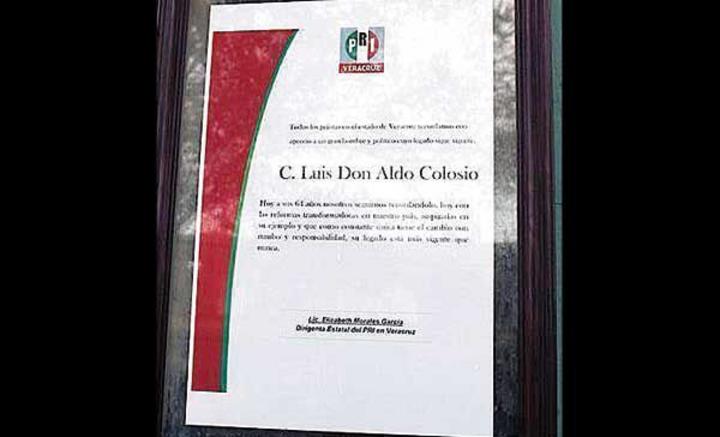 PRI
VERACRUZ
Todos los priistas en el estado de Veracruz recordamos con
aprecio a un gran hombre y político cuyo legado sigue vigente.
C. Luis Don Aldo Colosio
Hoy a sus 64 años nosotros seguimos recordándolo, hoy con
las reformas transformadoras en nuestro país, inspiradas en
su ejemplo y que como constante única tiene el cambio con
rumbo y responsabilidad, su legado está más vigente que
nunca.
Lic. Elizabeth Morales García
Dirigente Estatal del PRI en Veracruz